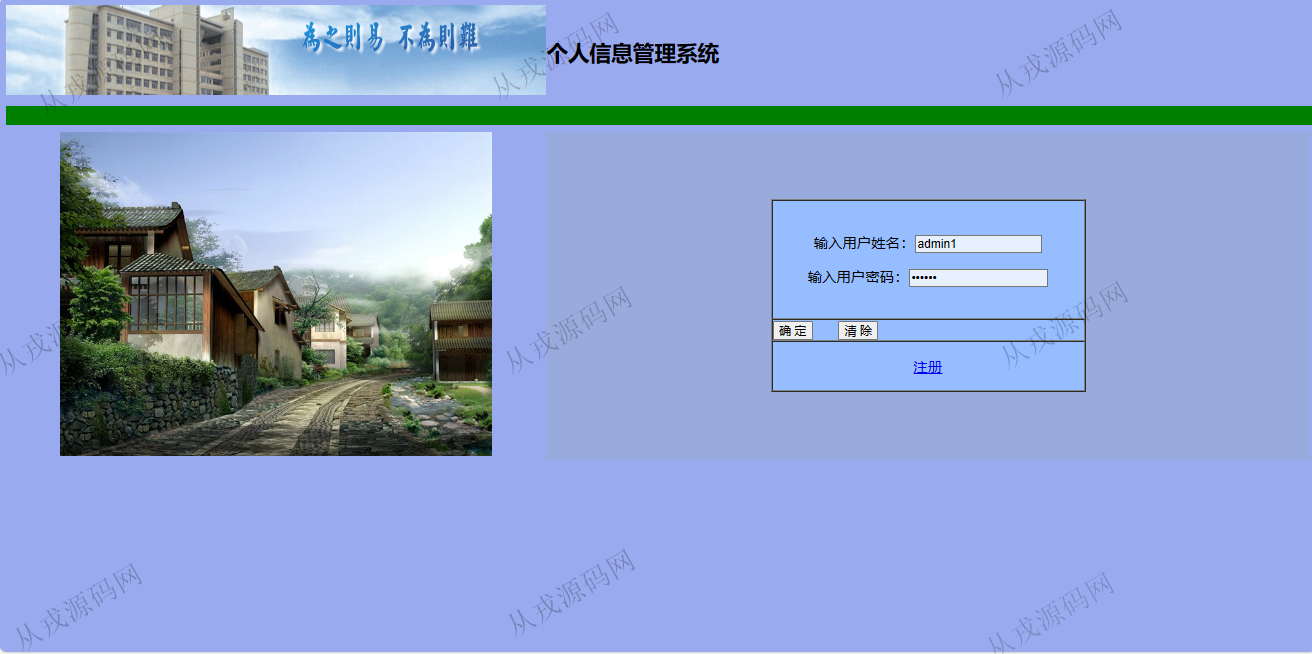 為之則易 不為則難
个人信息管理系统
输入用户姓名： admin1
输入用户密码： ••••••
确 定 清 除
注册
从戎源码网
从戎源码网
从戎源码网
从戎源码网
从戎源码网
从戎源码网
从戎源码网
从戎源码网
从戎源码网